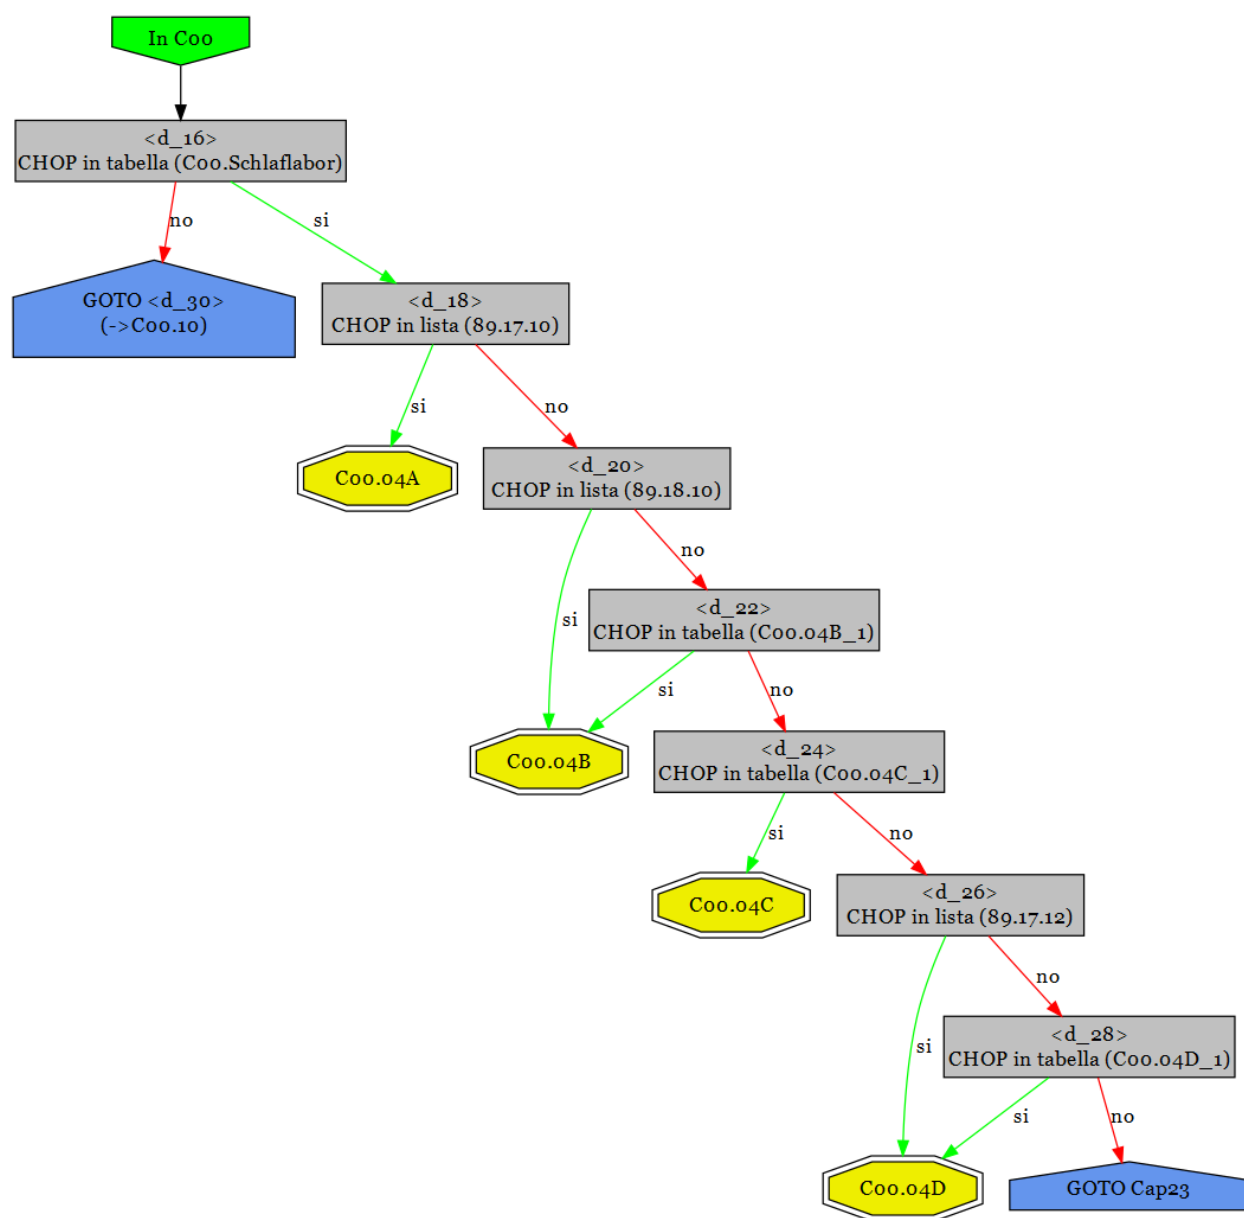 In C00
<d_16>
CHOP in tabella (C00.Schlaflabor)
no
si
GOTO <d_30>
(->C00.10)
<d_18>
CHOP in lista (89.17.10)
si
no
C00.04A
<d_20>
CHOP in lista (89.18.10)
no
si
<d_22>
CHOP in tabella (C00.04B_1)
si
no
C00.04B
<d_24>
CHOP in tabella (C00.04C_1)
si
no
C00.04C
<d_26>
CHOP in lista (89.17.12)
no
si
<d_28>
CHOP in tabella (C00.04D_1)
si
no
C00.04D
GOTO Cap23